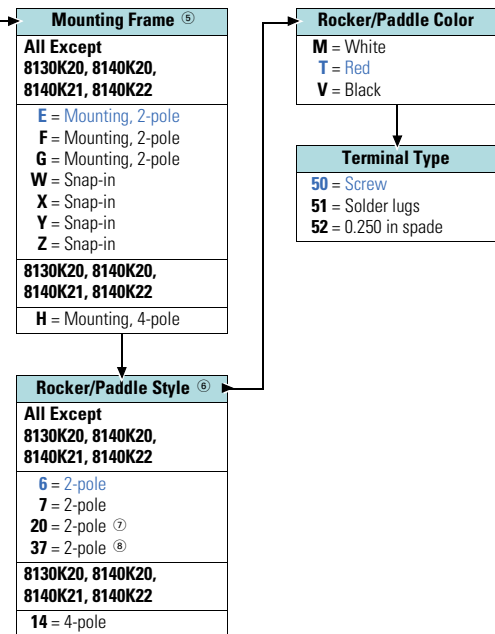 Mounting Frame ⑤
All Except
8130K20, 8140K20,
8140K21, 8140K22
E = Mounting, 2-pole
F = Mounting, 2-pole
G = Mounting, 2-pole
W = Snap-in
X = Snap-in
Y = Snap-in
Z = Snap-in
8130K20, 8140K20,
8140K21, 8140K22
H = Mounting, 4-pole
Rocker/Paddle Style ⑥
All Except
8130K20, 8140K20,
8140K21, 8140K22
6 = 2-pole
7 = 2-pole
20 = 2-pole ⑦
37 = 2-pole ⑧
8130K20, 8140K20,
8140K21, 8140K22
14 = 4-pole
Rocker/Paddle Color
M = White
T = Red
V = Black
Terminal Type
50 = Screw
51 = Solder lugs
52 = 0.250 in spade